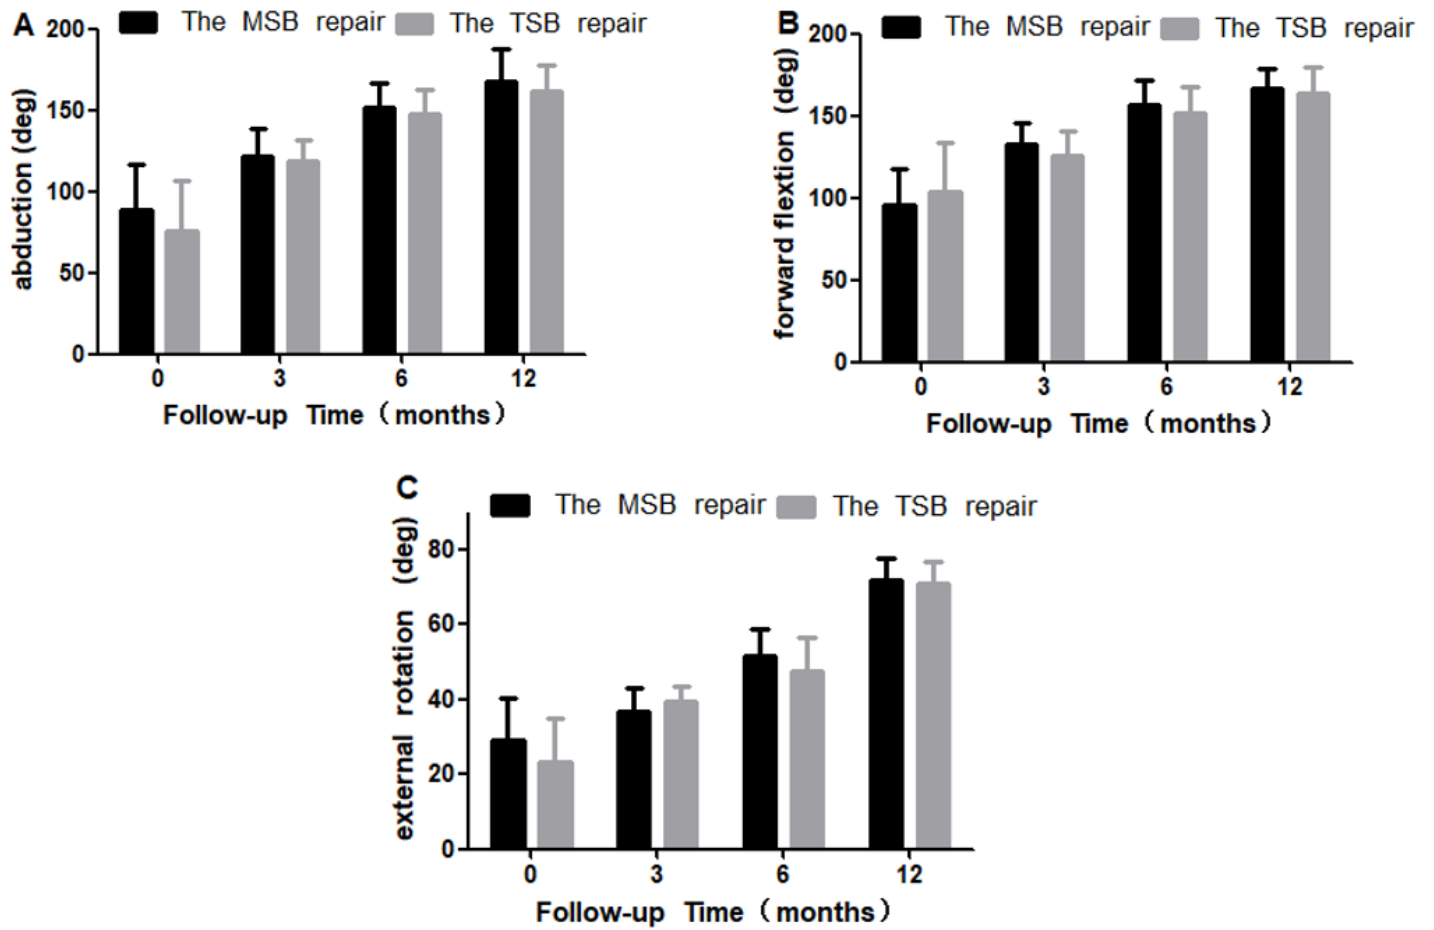 A
The MSB repair The TSB repair
abduction (deg)
200
150
100
50
0
0 3 6 12
Follow-up Time（months）
B
The MSB repair The TSB repair
forward flextion (deg)
200
150
100
50
0
0 3 6 12
Follow-up Time（months）
C
The MSB repair The TSB repair
external rotation (deg)
80
60
40
20
0
0 3 6 12
Follow-up Time（months）